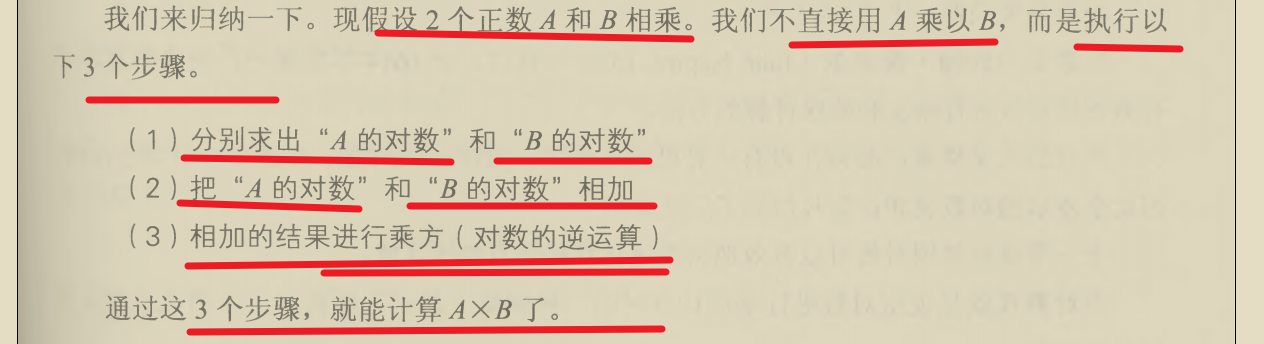 我们来归纳一下。现假设 2 个正数 A 和 B 相乘。我们不直接用 A 乘以 B，而是执行以
下 3 个步骤。
（1）分别求出“A 的对数”和“B 的对数”
（2）把“A 的对数”和“B 的对数”相加
（3）相加的结果进行乘方（对数的逆运算）
通过这 3 个步骤，就能计算 A×B 了。